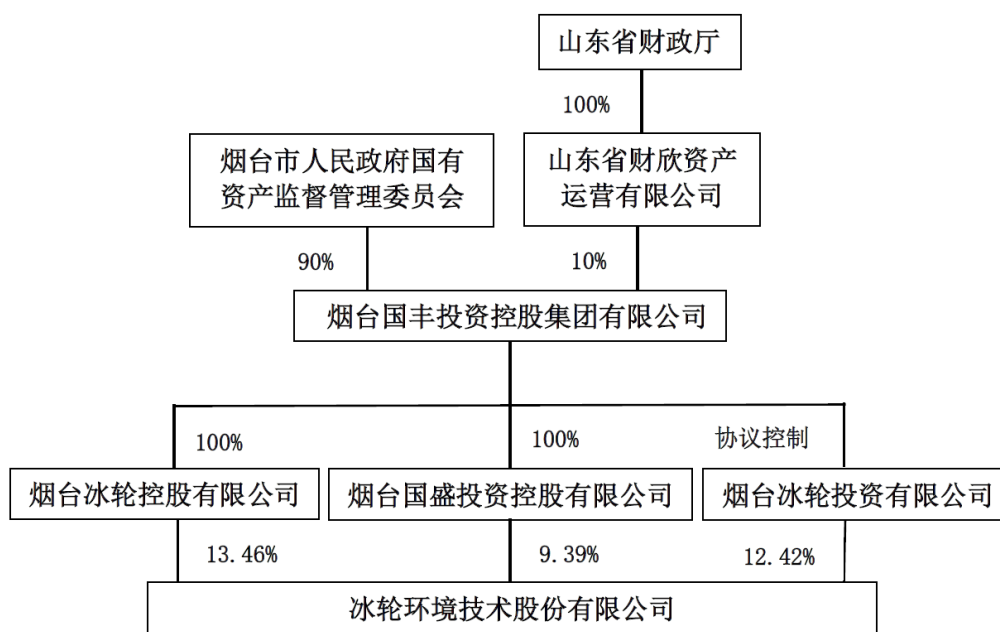 山东省财政厅
100%
烟台市人民政府国有
资产监督管理委员会
山东省财欣资产
运营有限公司
90%
10%
烟台国丰投资控股集团有限公司
100%
100%
协议控制
烟台冰轮控股有限公司
烟台国盛投资控股有限公司
烟台冰轮投资有限公司
13.46%
9.39%
12.42%
冰轮环境技术股份有限公司